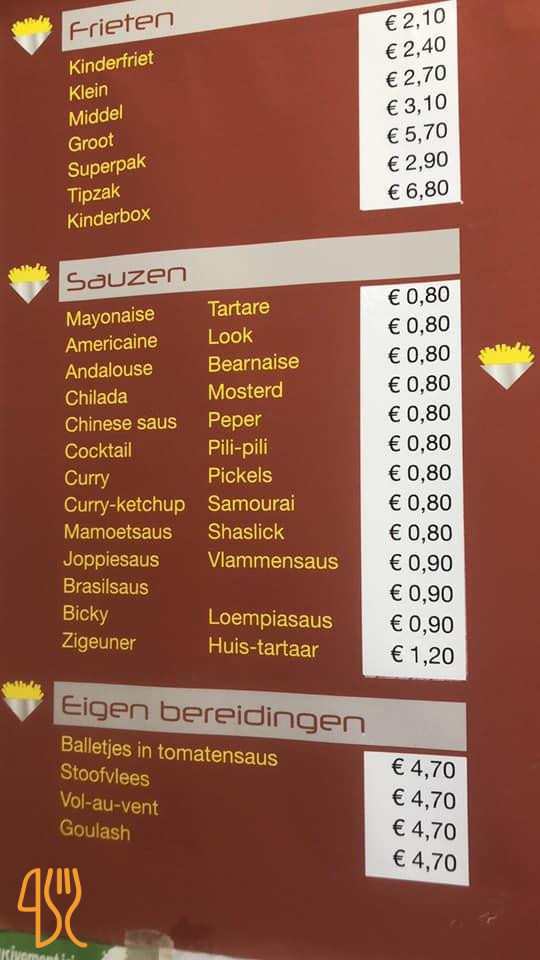 Frieten
Kinderfriet € 2,10
Klein € 2,40
Middel € 2,70
Groot € 3,10
Superpak € 5,70
Tipzak € 2,90
Kinderbox € 6,80
Sauzen
Mayonaise Tartare € 0,80
Americaine Look € 0,80
Andalouse Bearnaise € 0,80
Chilada Mosterd € 0,80
Chinese saus Peper € 0,80
Cocktail Pili-pili € 0,80
Curry Pickels € 0,80
Curry-ketchup Samourai € 0,80
Mamoetsaus Shaslick € 0,80
Joppiesaus Vlammensaus € 0,90
Brasilsaus € 0,90
Bicky Loempiasaus € 0,90
Zigeuner Huis-tartaar € 1,20
Eigen bereidingen
Balletjes in tomatensaus € 4,70
Stoofvlees € 4,70
Vol-au-vent € 4,70
Goulash € 4,70